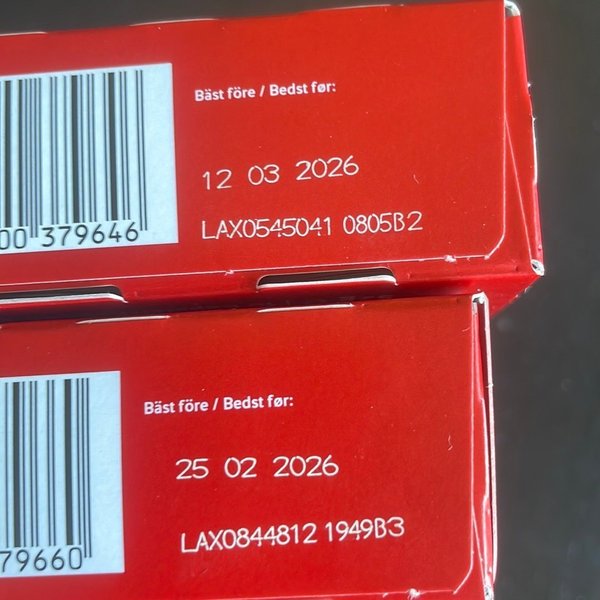 Bäst före / Bedst før:
12 03 2026
00 379646
LAX0545041 0805B2
Bäst före / Bedst før:
25 02 2026
LAX0844812 1949B3
79660